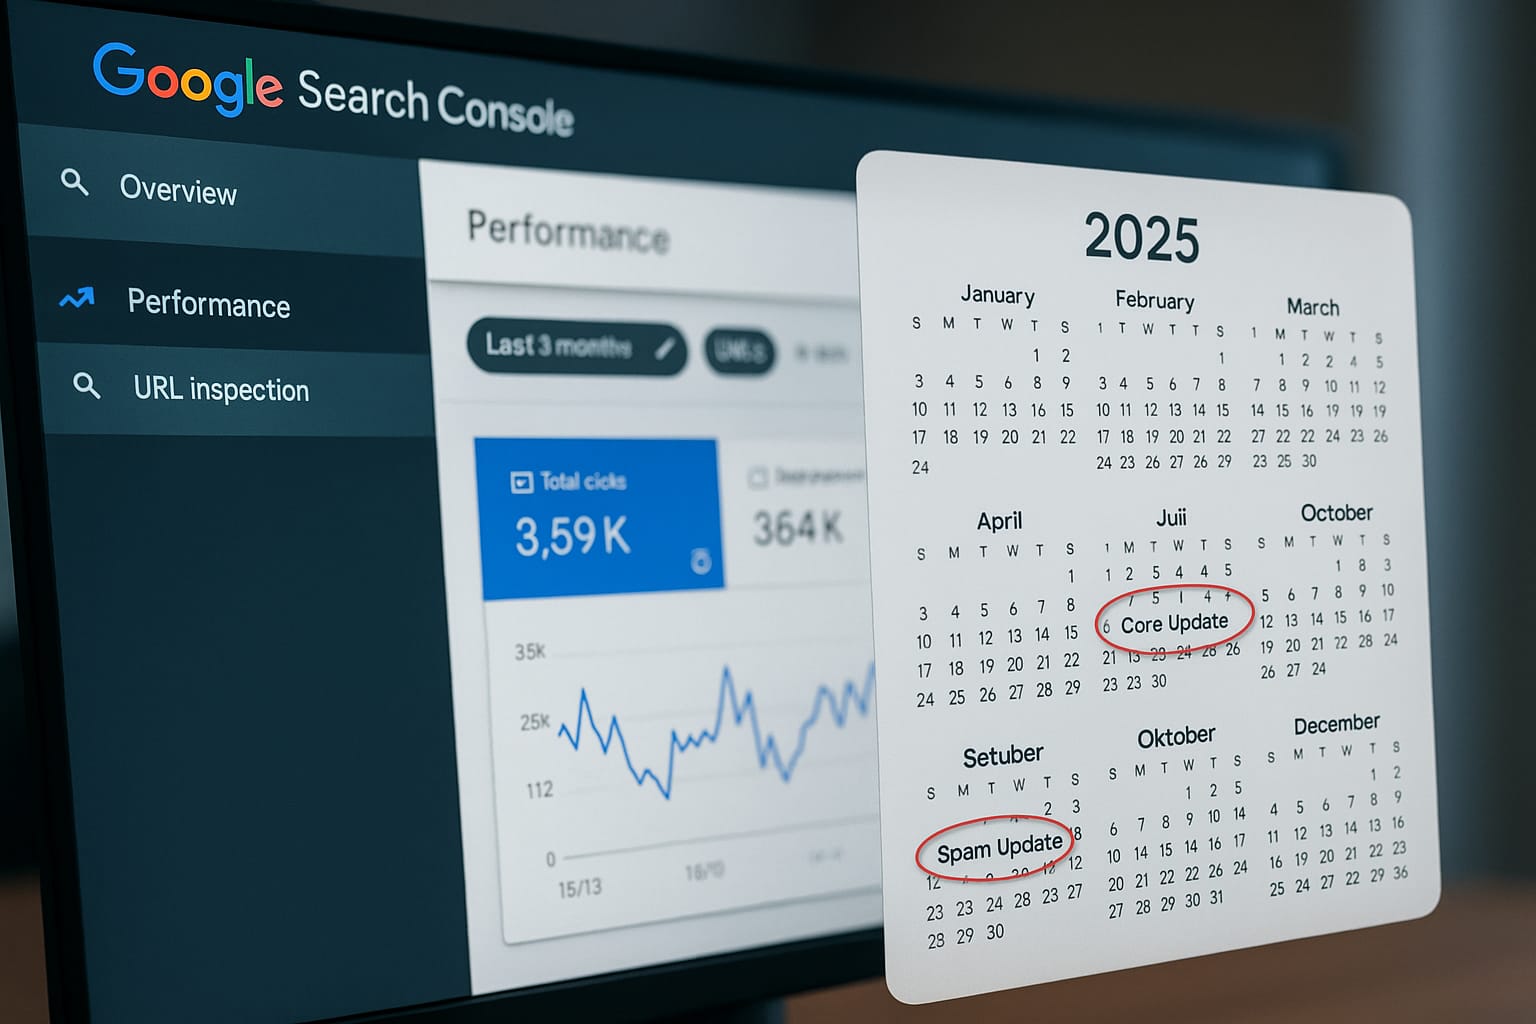 Google Search Console
Overview
Performance
URL inspection
Performance
Last 3 months
Total cicks
3,59 K
364 K
35k
25k
112
0
15/13
2025
January
S M T W T S
1 2
3 4 5 6 8 9
10 11 12 13 16 15
17 18 19 20 21 22
24
February
1 T W T T S
1
3 4 5 6 7 8
10 11 12 13 14 15
17 18 19 20 21 22
24 23 26 27 26 29
March
1 M T W T S
1 2 2 4 5
7 8 9 10 11 12
14 15 16 19 19 19
27 22 22 24 23 26
23 25 30
April
S M T W T S
1
3 4 5 6 7 8
10 11 12 13 14 15
17 18 19 20 21 22
24 25 26 27 28 29
Juii
1 M T W T S
1 2 5 4 4 5
7 5 1 4
6 Core Update
21 13 23 24 28 26
23 23 30
October
S M T W T S
1 8 3
5 6 7 8 9 10
12 13 14 15 16 17
19 20 21 22 28 24
26 27 24
Setuber
S M T W T S
2 3
Spam Update 18
12 12
23 23 24 28 23 27
28 29 30
Oktober
S M T W T S
1 2 5
6 7 8 9 10 14
10 14 15 14 16 17
20 21 22 22 26 24
27 28 29 30 31
December
S M T W T S
1 2
4 5 6 7 8 9
11 12 13 14 13 16
16 19 20 21 22 23
25 24 27 22 29 36